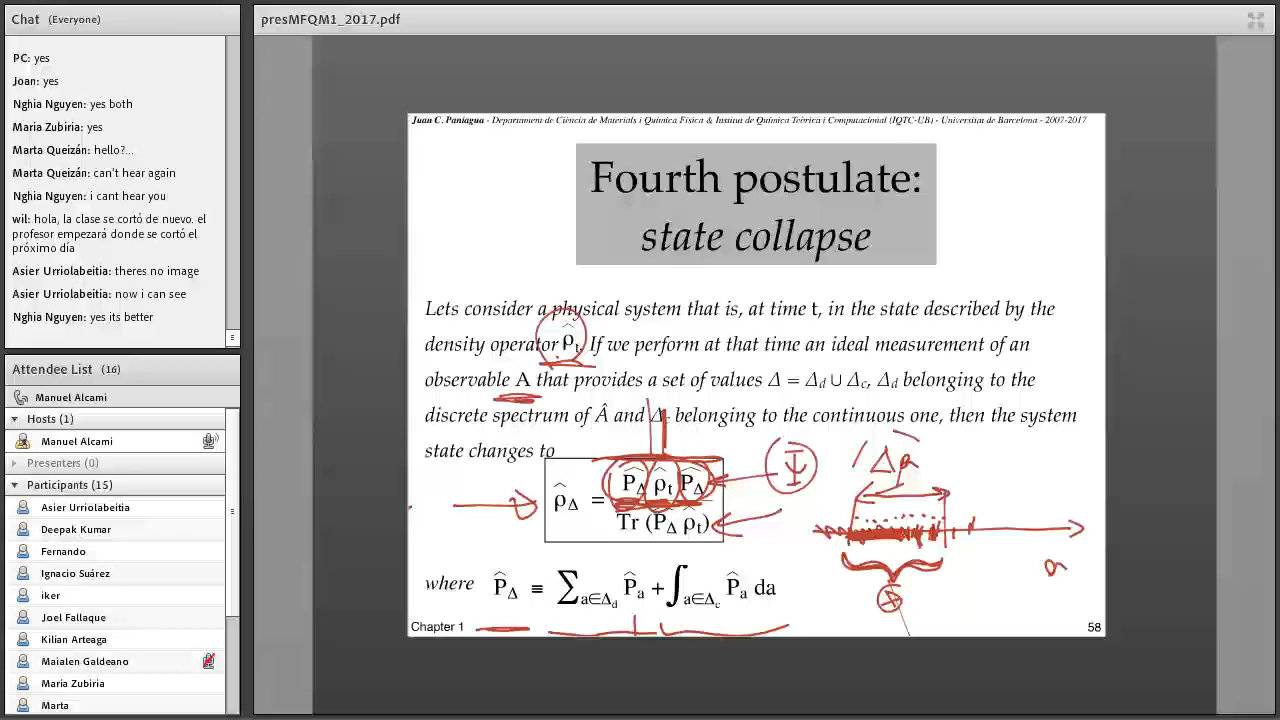 Chat (Everyone)
PC: yes
Joan: yes
Nghia Nguyen: yes both
Maria Zubiria: yes
Marta Queizán: hello?...
Marta Queizán: can't hear again
Nghia Nguyen: i cant hear you
wil: hola, la clase se cortó de nuevo. el
profesor empezará donde se cortó el
próximo día
Asier Urriolabeitia: theres no image
Asier Urriolabeitia: now i can see
Nghia Nguyen: yes its better
Attendee List (16)
Manuel Alcami
Hosts (1)
Manuel Alcami
Presenters (0)
Participants (15)
Asier Urriolabeitia
Deepak Kumar
Fernando
Ignacio Suárez
iker
Joel Fallaque
Kilian Arteaga
Maialen Galdeano
Maria Zubiria
Marta
presMFQM1_2017.pdf
Juan C. Paniagua - Departament de Ciència de Materials i Química Física & Institut de Química Teòrica i Computacional (IQTC-UB) - Universitat de Barcelona - 2007-2017
Fourth postulate:
state collapse
Lets consider a physical system that is, at time t, in the state described by the
density operator ρ̂t. If we perform at that time an ideal measurement of an
observable A that provides a set of values Δ = Δd ∪ Δc, Δd belonging to the
discrete spectrum of Â and Δc belonging to the continuous one, then the system
state changes to
ρ̂Δ = P̂Δ ρ̂t P̂Δ
Tr (P̂Δ ρ̂t)
Ψ
Δa
a
where P̂Δ ≡ ∑a∈Δd P̂a + ∫a∈Δc P̂a da
Chapter 1
58